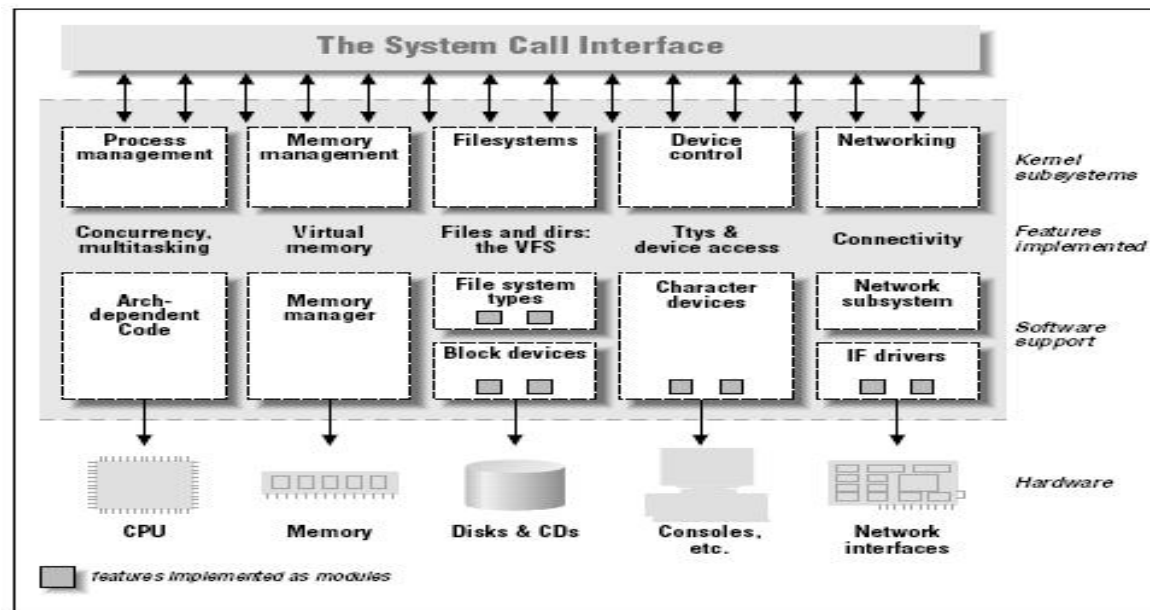 The System Call Interface
Process
management
Memory
management
Filesystems
Device
control
Networking
Kernel
subsystems
Concurrency,
multitasking
Virtual
memory
Files and dirs:
the VFS
Ttys &
device access
Connectivity
Features
implemented
Arch-
dependent
Code
Memory
manager
File system
types
Block devices
Character
devices
Network
subsystem
IF drivers
Software
support
Hardware
CPU
Memory
Disks & CDs
Consoles,
etc.
Network
interfaces
features implemented as modules